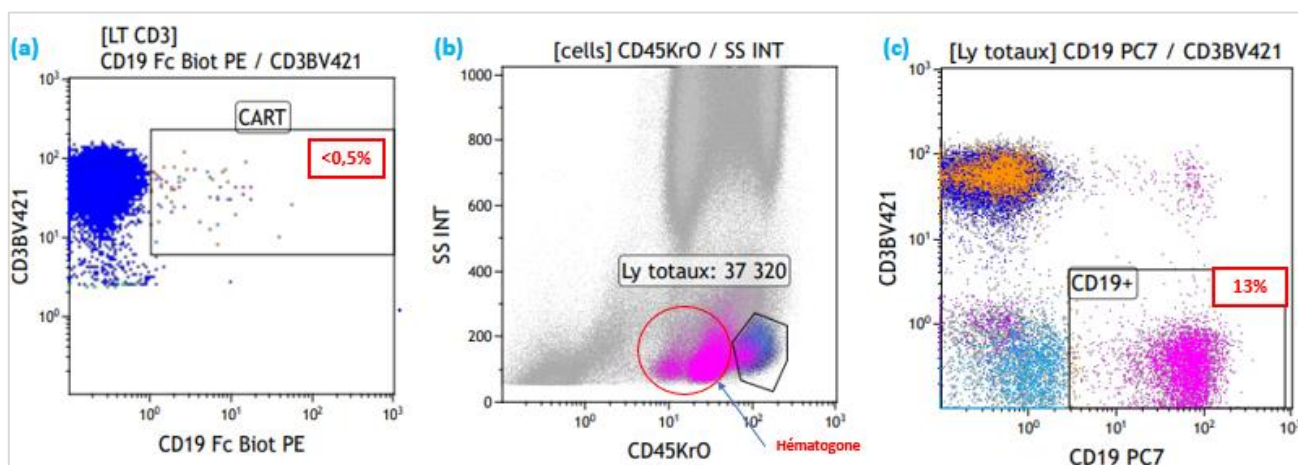 (a)
[LT CD3]
CD19 Fc Biot PE / CD3BV421
10³
10²
10¹
10⁰
CD3BV421
CART
<0,5%
10⁰
10¹
10²
10³
CD19 Fc Biot PE
(b)
[cells] CD45KrO / SS INT
1000
800
600
400
200
0
SS INT
Ly totaux: 37 320
10⁰
10¹
10²
10³
CD45KrO
Hématogone
(c)
[Ly totaux] CD19 PC7 / CD3BV421
10³
10²
10¹
10⁰
CD3BV421
CD19+
13%
10⁰
10¹
10²
10³
CD19 PC7